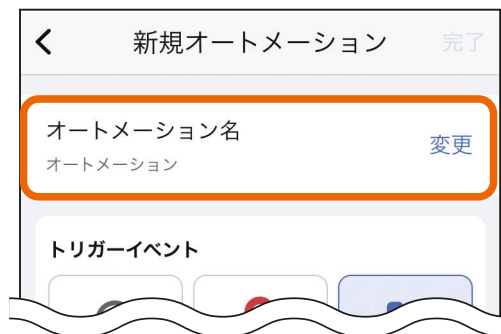 新規オートメーション 完了
オートメーション名
変更
オートメーション
トリガーイベント